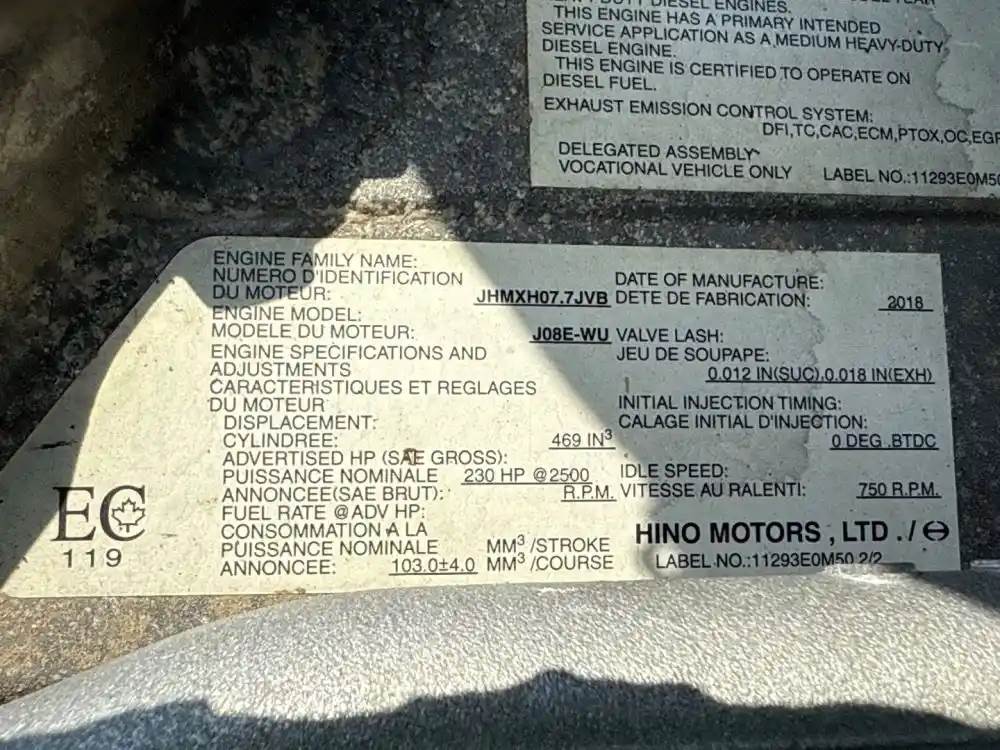 DUTY DIESEL ENGINES.
THIS ENGINE HAS A PRIMARY INTENDED
SERVICE APPLICATION AS A MEDIUM HEAVY-DUTY
DIESEL ENGINE.
THIS ENGINE IS CERTIFIED TO OPERATE ON
DIESEL FUEL.
EXHAUST EMISSION CONTROL SYSTEM:
DFI,TC,CAC,ECM,PTOX,OC,EGR
DELEGATED ASSEMBLY
VOCATIONAL VEHICLE ONLY LABEL NO.:11293E0M50
ENGINE FAMILY NAME:
NUMERO D'IDENTIFICATION
DU MOTEUR: JHMXH07.7JVB
ENGINE MODEL:
MODELE DU MOTEUR: J08E-WU
ENGINE SPECIFICATIONS AND
ADJUSTMENTS
CARACTERISTIQUES ET REGLAGES
DU MOTEUR
DISPLACEMENT:
CYLINDREE: 469 IN³
ADVERTISED HP (SAE GROSS):
PUISSANCE NOMINALE 230 HP @2500
ANNONCEE(SAE BRUT): R.P.M.
FUEL RATE @ADV HP:
CONSOMMATION A LA
PUISSANCE NOMINALE MM³ /STROKE
ANNONCEE: 103.0±4.0 MM³ /COURSE
DATE OF MANUFACTURE:
DETE DE FABRICATION: 2018
VALVE LASH:
JEU DE SOUPAPE:
0.012 IN(SUC),0.018 IN(EXH)
INITIAL INJECTION TIMING:
CALAGE INITIAL D'INJECTION:
0 DEG .BTDC
IDLE SPEED:
VITESSE AU RALENTI: 750 R.P.M.
HINO MOTORS , LTD . /
LABEL NO.:11293E0M50 2/2
EC
119